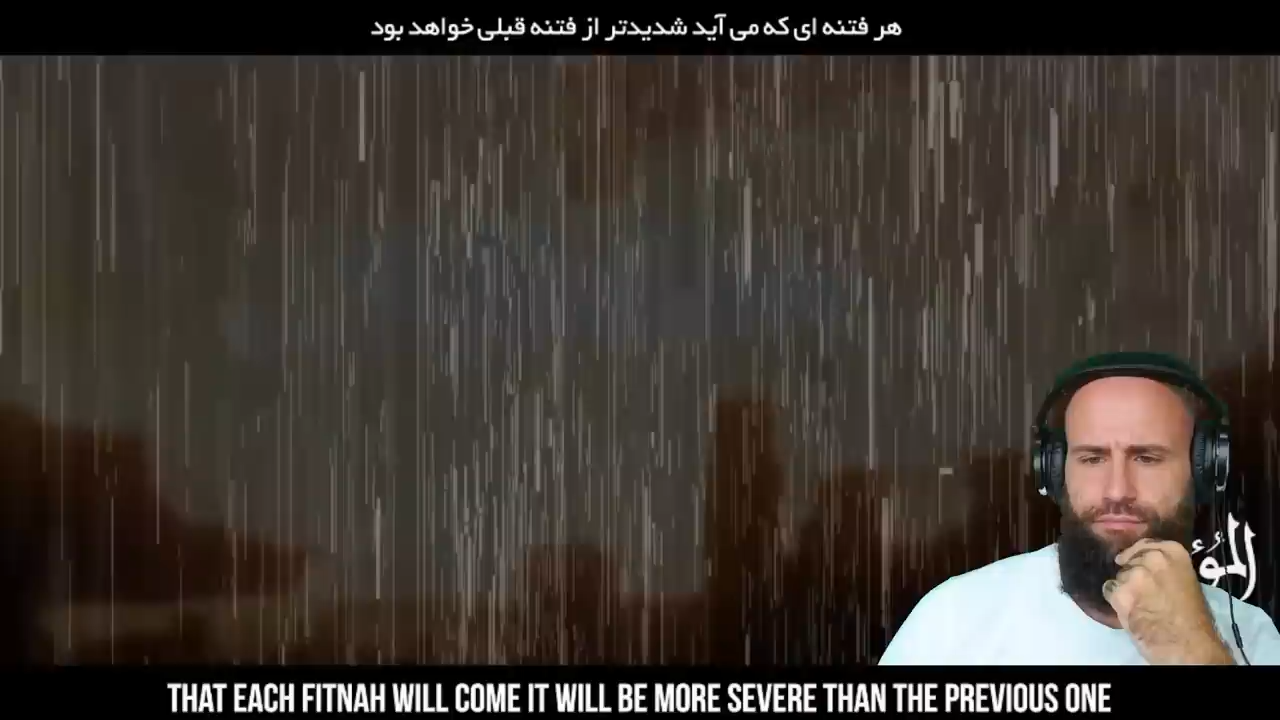 هر فتنه ای که می آید شدیدتر از فتنه قبلی خواهد بود
THAT EACH FITNAH WILL COME IT WILL BE MORE SEVERE THAN THE PREVIOUS ONE